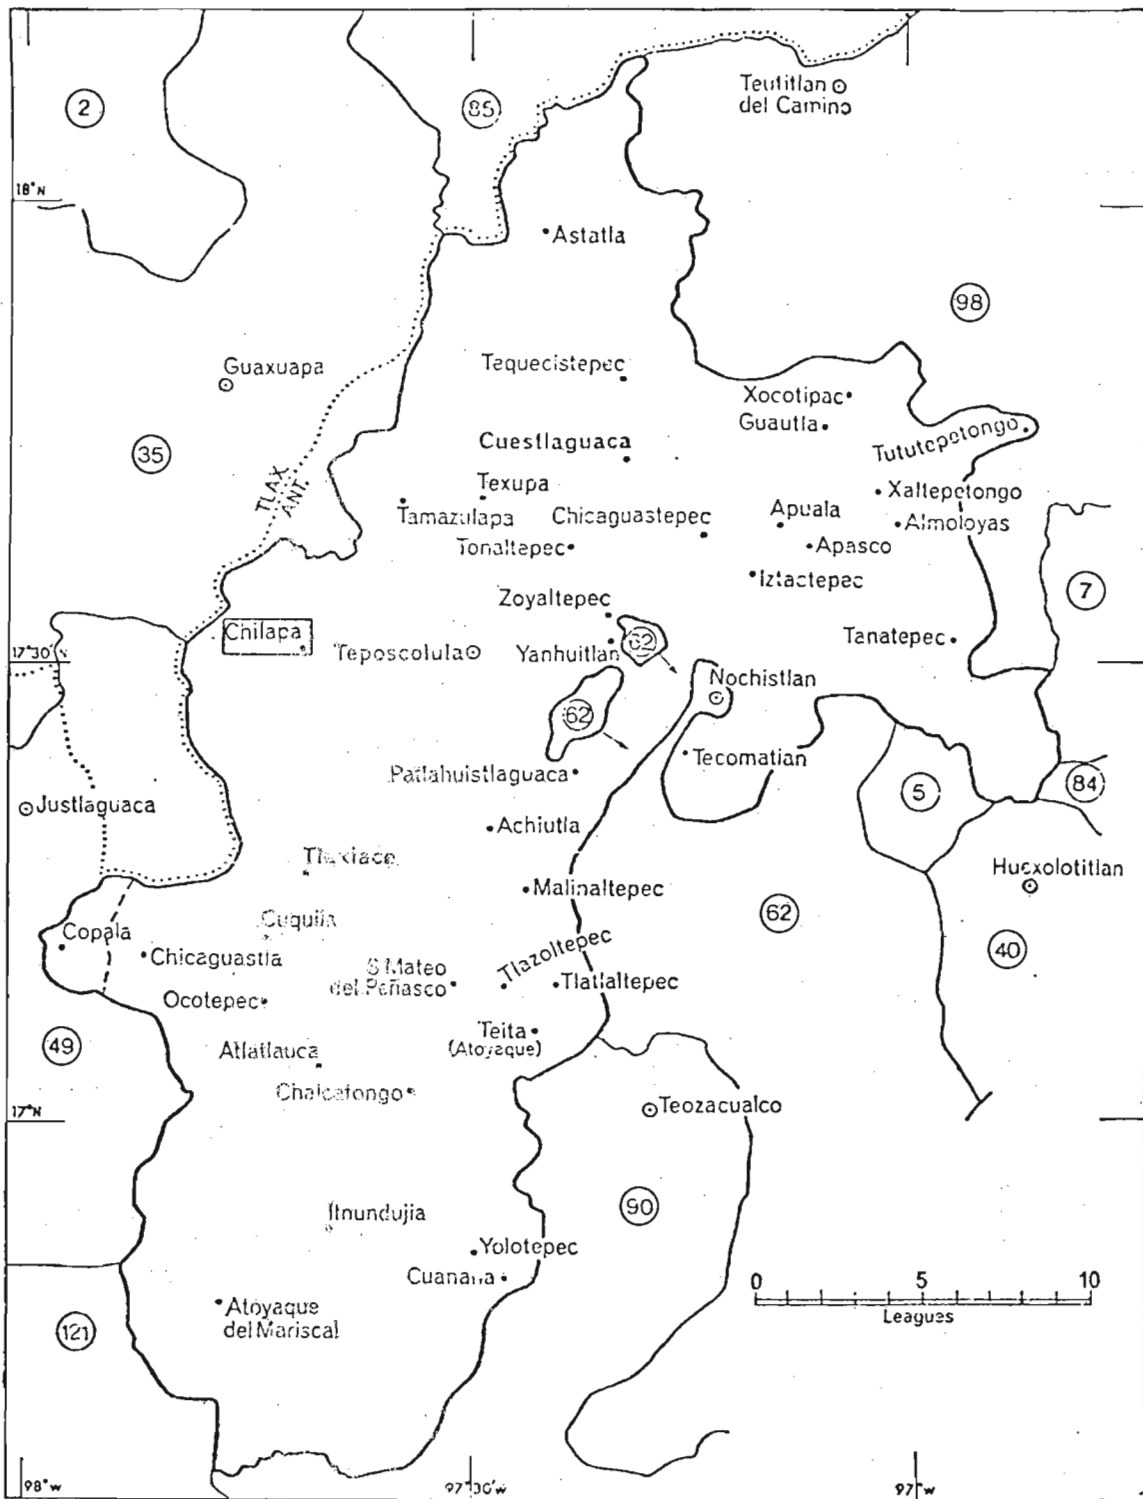 2
85
Teutitlan
del Camino
18°N
Astatla
98
Guaxuapa
Tequecistepec
Xocotipac
Guautla
Tututepetongo
35
Cuestlaguaca
TLAX.
ANT.
Texupa
Xaltepetongo
Tamazulapa
Chicaguastepec
Apuala
Almoloyas
Tonaltepec
Apasco
Iztactepec
7
Zoyaltepec
Chilapa
62
Tanatepec
17°30'N
Teposcolula
Yanhuitlan
Nochistlan
62
Tecomatlan
Patlahuistlaguaca
5
84
Justlaguaca
Achiutla
Tlaxiaco
Huexolotitlan
Malinaltepec
62
Cuquila
Copala
40
Chicaguastla
Tlazoltepec
S Mateo
del Peñasco
Tlatlaltepec
Ocotepec
49
Teita
(Atoyaque)
Atlatlauca
Chalcatongo
Teozacualco
17°N
90
Itnundujia
Yolotepec
Cuanana
0 5 10
Leagues
Atoyaque
del Mariscal
121
98°W
97°30'W
97°W